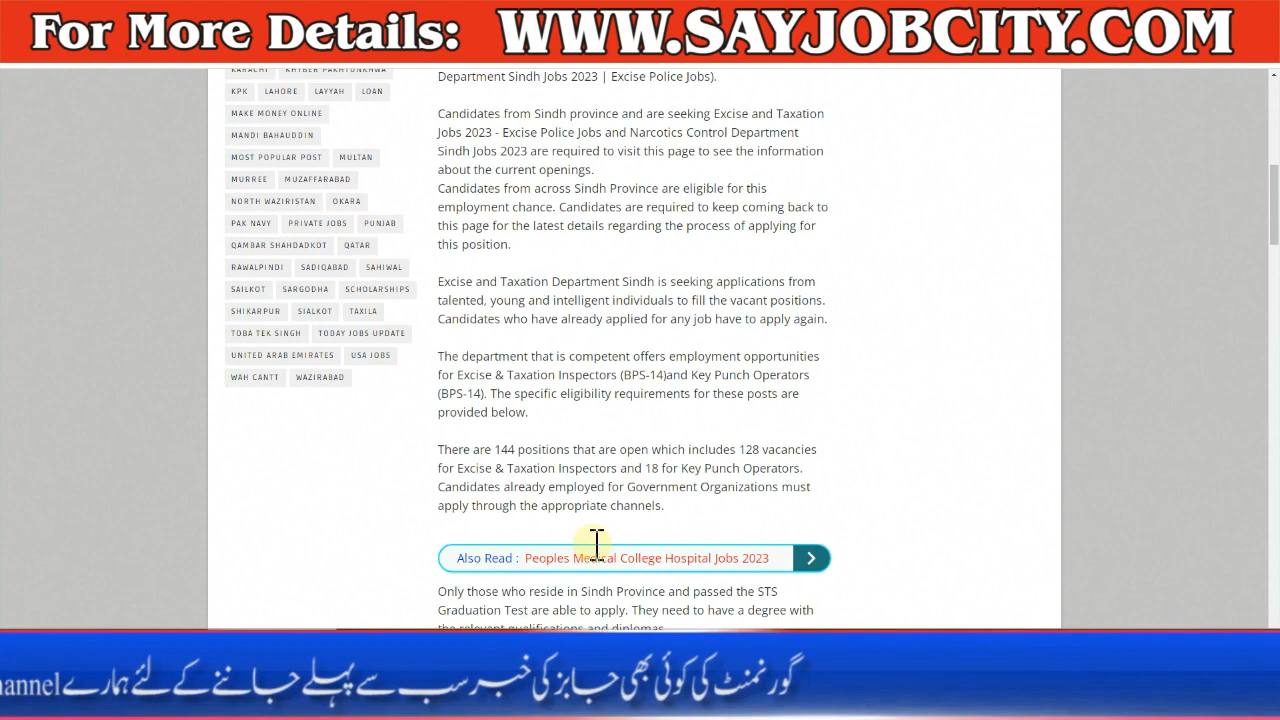 For More Details: WWW.SAYJOBCITY.COM
KARACHI KHYBER PAKHTUNKHWA
KPK LAHORE LAYYAH LOAN
MAKE MONEY ONLINE
MANDI BAHAUDDIN
MOST POPULAR POST MULTAN
MURREE MUZAFFARABAD
NORTH WAZIRISTAN OKARA
PAK NAVY PRIVATE JOBS PUNJAB
QAMBAR SHAHDADKOT QATAR
RAWALPINDI SADIQABAD SAHIWAL
SAILKOT SARGODHA SCHOLARSHIPS
SHIKARPUR SIALKOT TAXILA
TOBA TEK SINGH TODAY JOBS UPDATE
UNITED ARAB EMIRATES USA JOBS
WAH CANTT WAZIRABAD
Department Sindh Jobs 2023 | Excise Police Jobs).
Candidates from Sindh province and are seeking Excise and Taxation
Jobs 2023 - Excise Police Jobs and Narcotics Control Department
Sindh Jobs 2023 are required to visit this page to see the information
about the current openings.
Candidates from across Sindh Province are eligible for this
employment chance. Candidates are required to keep coming back to
this page for the latest details regarding the process of applying for
this position.
Excise and Taxation Department Sindh is seeking applications from
talented, young and intelligent individuals to fill the vacant positions.
Candidates who have already applied for any job have to apply again.
The department that is competent offers employment opportunities
for Excise & Taxation Inspectors (BPS-14)and Key Punch Operators
(BPS-14). The specific eligibility requirements for these posts are
provided below.
There are 144 positions that are open which includes 128 vacancies
for Excise & Taxation Inspectors and 18 for Key Punch Operators.
Candidates already employed for Government Organizations must
apply through the appropriate channels.
Also Read : Peoples Medical College Hospital Jobs 2023
Only those who reside in Sindh Province and passed the STS
Graduation Test are able to apply. They need to have a degree with
the relevant qualifications and diplomas.
گورنمنٹ کی کوئی بھی جابز کی خبر سب سے پہلے جاننے کے لئے ہمارے hannel